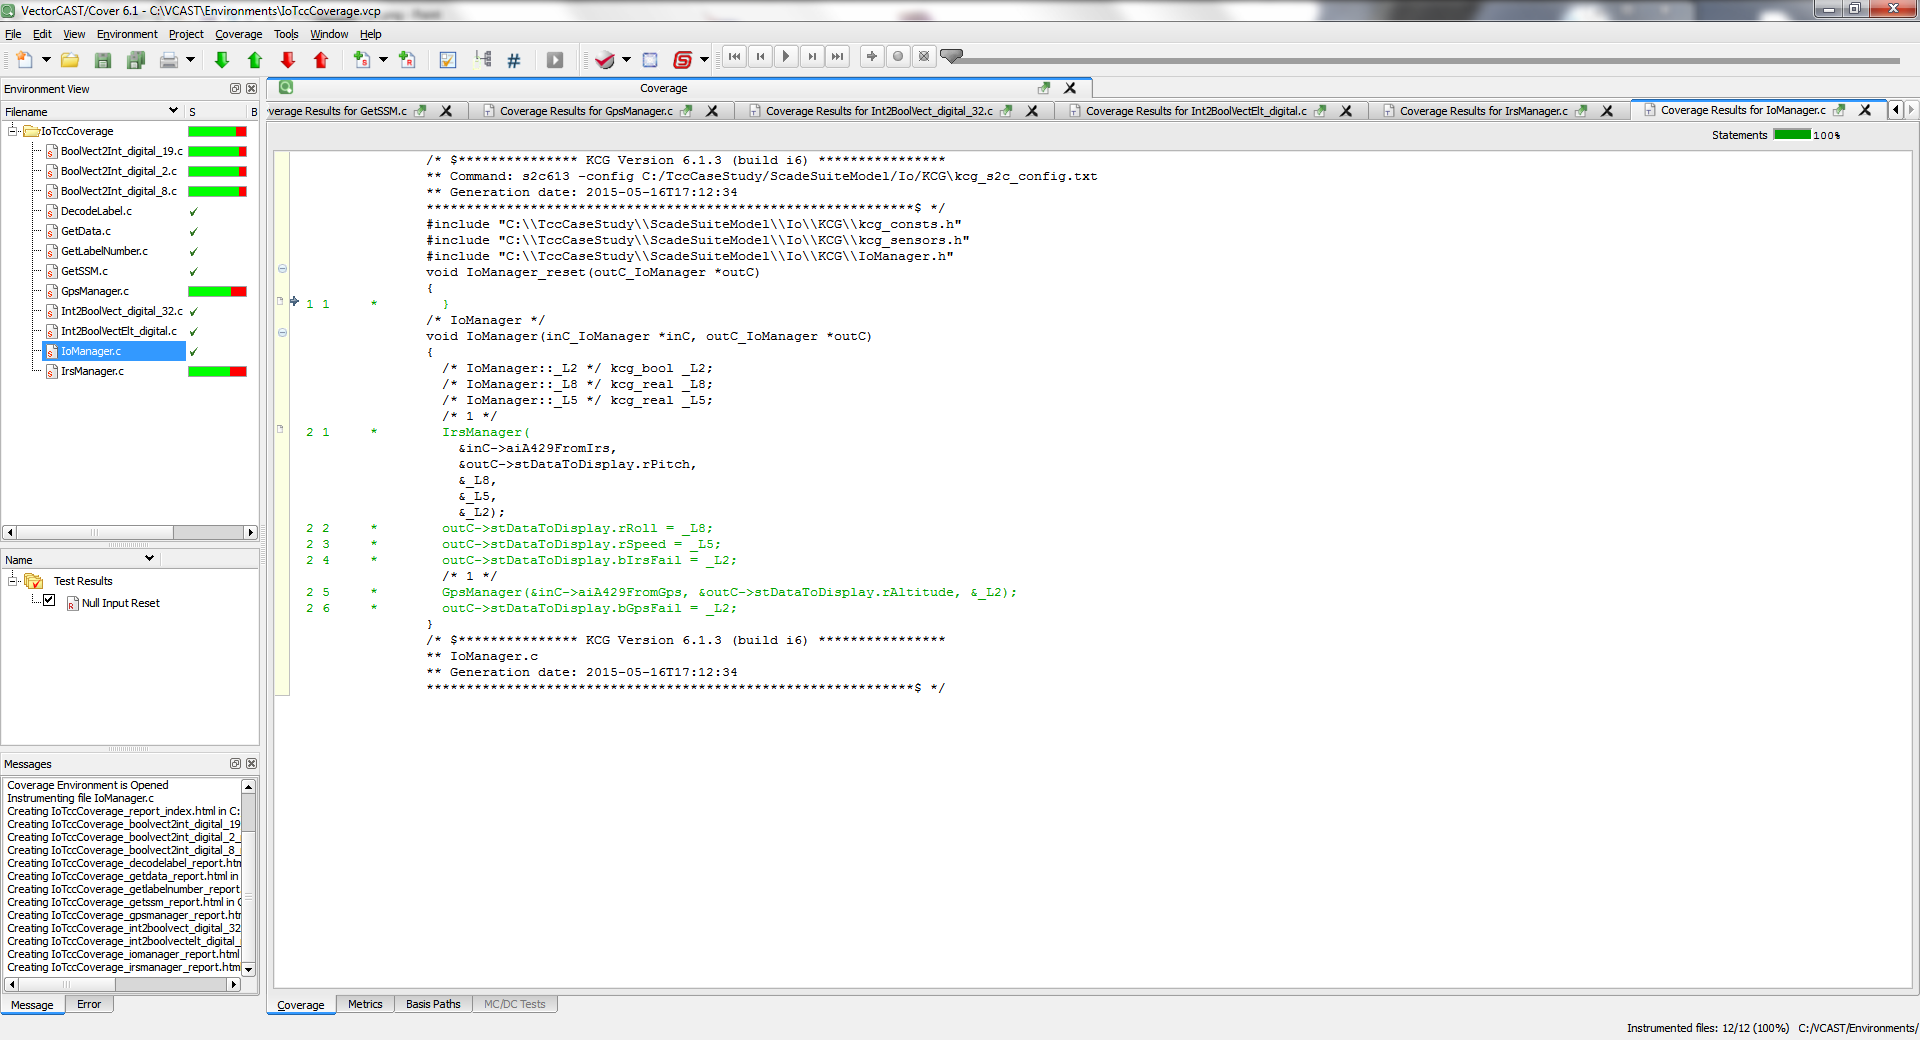 VectorCAST/Cover 6.1 - C:\VCAST\Environments\IoTccCoverage.vcp
File Edit View Environment Project Coverage Tools Window Help
Environment View
Filename S B
IoTccCoverage
BoolVect2Int_digital_19.c
BoolVect2Int_digital_2.c
BoolVect2Int_digital_8.c
DecodeLabel.c
GetData.c
GetLabelNumber.c
GetSSM.c
GpsManager.c
Int2BoolVect_digital_32.c
Int2BoolVectElt_digital.c
IoManager.c
IrsManager.c
Name
Test Results
Null Input Reset
Messages
Coverage Environment is Opened
Instrumenting file IoManager.c
Creating IoTccCoverage_report_index.html in C:
Creating IoTccCoverage_boolvect2int_digital_19
Creating IoTccCoverage_boolvect2int_digital_2_
Creating IoTccCoverage_boolvect2int_digital_8_
Creating IoTccCoverage_decodelabel_report.htm
Creating IoTccCoverage_getdata_report.html in
Creating IoTccCoverage_getlabelnumber_report.
Creating IoTccCoverage_getssm_report.html in C
Creating IoTccCoverage_gpsmanager_report.htm
Creating IoTccCoverage_int2boolvect_digital_32
Creating IoTccCoverage_int2boolvectelt_digital_
Creating IoTccCoverage_iomanager_report.html
Creating IoTccCoverage_irsmanager_report.htm
Message Error
Coverage
verage Results for GetSSM.c Coverage Results for GpsManager.c Coverage Results for Int2BoolVect_digital_32.c Coverage Results for Int2BoolVectElt_digital.c Coverage Results for IrsManager.c Coverage Results for IoManager.c
Statements 100%
/* $*************** KCG Version 6.1.3 (build i6) ****************
** Command: s2c613 -config C:/TccCaseStudy/ScadeSuiteModel/Io/KCG\kcg_s2c_config.txt
** Generation date: 2015-05-16T17:12:34
*************************************************************$ */
#include "C:\\TccCaseStudy\\ScadeSuiteModel\\Io\\KCG\\kcg_consts.h"
#include "C:\\TccCaseStudy\\ScadeSuiteModel\\Io\\KCG\\kcg_sensors.h"
#include "C:\\TccCaseStudy\\ScadeSuiteModel\\Io\\KCG\\IoManager.h"
void IoManager_reset(outC_IoManager *outC)
{
1 1 * }
/* IoManager */
void IoManager(inC_IoManager *inC, outC_IoManager *outC)
{
/* IoManager::_L2 */ kcg_bool _L2;
/* IoManager::_L8 */ kcg_real _L8;
/* IoManager::_L5 */ kcg_real _L5;
/* 1 */
2 1 * IrsManager(
&inC->aiA429FromIrs,
&outC->stDataToDisplay.rPitch,
&_L8,
&_L5,
&_L2);
2 2 * outC->stDataToDisplay.rRoll = _L8;
2 3 * outC->stDataToDisplay.rSpeed = _L5;
2 4 * outC->stDataToDisplay.bIrsFail = _L2;
/* 1 */
2 5 * GpsManager(&inC->aiA429FromGps, &outC->stDataToDisplay.rAltitude, &_L2);
2 6 * outC->stDataToDisplay.bGpsFail = _L2;
}
/* $*************** KCG Version 6.1.3 (build i6) ****************
** IoManager.c
** Generation date: 2015-05-16T17:12:34
*************************************************************$ */
Coverage Metrics Basis Paths MC/DC Tests
Instrumented files: 12/12 (100%) C:/VCAST/Environments/